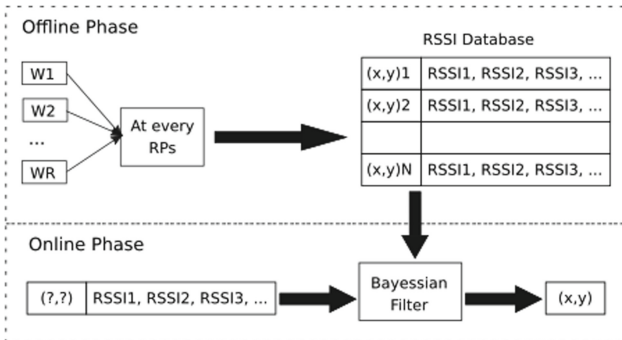 Offline Phase
RSSI Database
W1
W2
...
WR
At every
RPs
(x,y)1 RSSI1, RSSI2, RSSI3, ...
(x,y)2 RSSI1, RSSI2, RSSI3, ...
(x,y)N RSSI1, RSSI2, RSSI3, ...
Online Phase
(?,?) RSSI1, RSSI2, RSSI3, ...
Bayessian
Filter
(x,y)